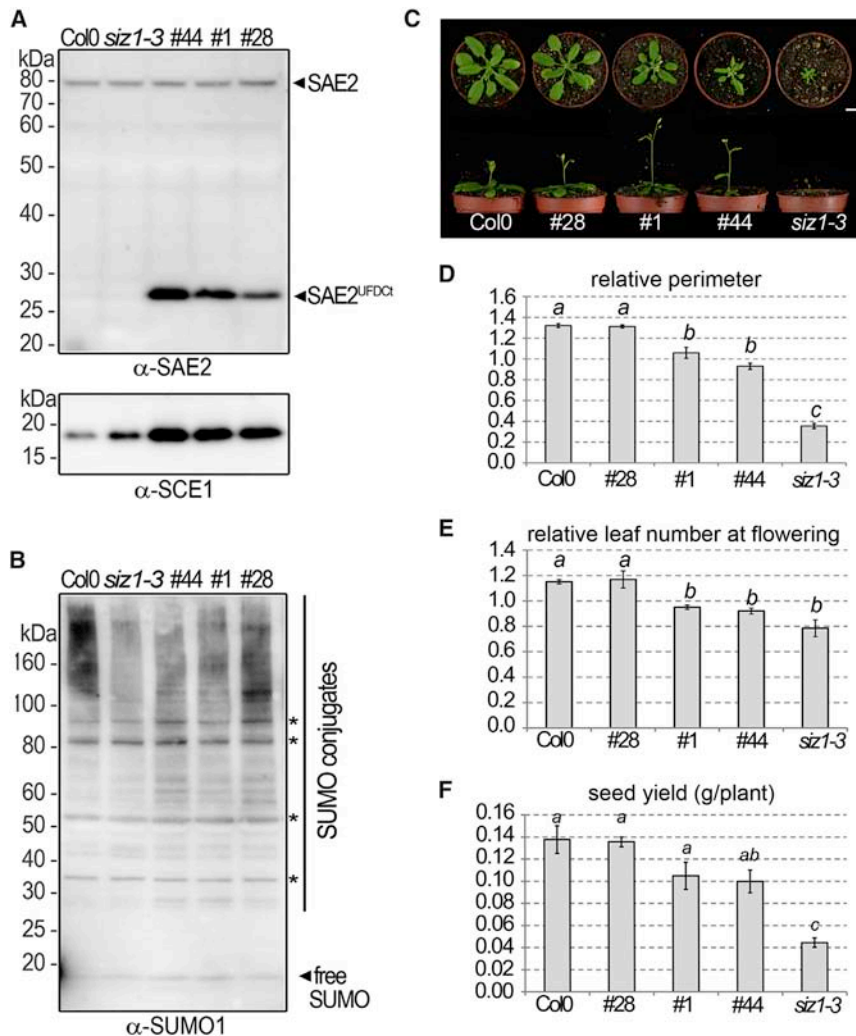 A
Col0 siz1-3 #44 #1 #28
kDa
80
70
60
50
40
30
25
20
◄SAE2
◄SAE2UFDCt
α-SAE2
kDa
20
15
α-SCE1
B
Col0 siz1-3 #44 #1 #28
kDa
160
100
80
60
50
40
30
25
20
*
*
*
*
SUMO conjugates
◄free
SUMO
α-SUMO1
C
Col0 #28 #1 #44 siz1-3
D
relative perimeter
1.6
1.4
1.2
1.0
0.8
0.6
0.4
0.2
0.0
a a b b c
Col0 #28 #1 #44 siz1-3
E
relative leaf number at flowering
1.4
1.2
1.0
0.8
0.6
0.4
0.2
0.0
a a b b b
Col0 #28 #1 #44 siz1-3
F
seed yield (g/plant)
0.16
0.14
0.12
0.10
0.08
0.06
0.04
0.02
0.00
a a a ab c
Col0 #28 #1 #44 siz1-3